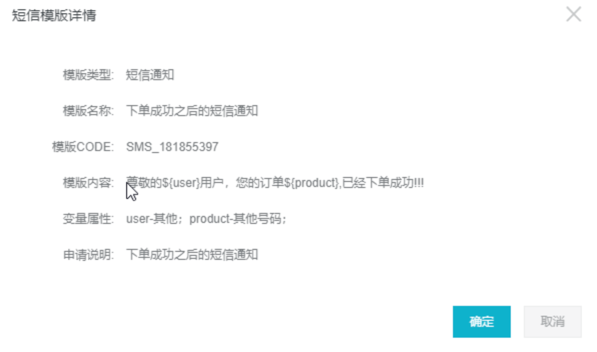 短信模版详情
模版类型: 短信通知
模版名称: 下单成功之后的短信通知
模版CODE: SMS_181855397
模版内容: 尊敬的${user}用户，您的订单${product},已经下单成功!!!
变量属性: user-其他；product-其他号码；
申请说明: 下单成功之后的短信通知
确定 取消